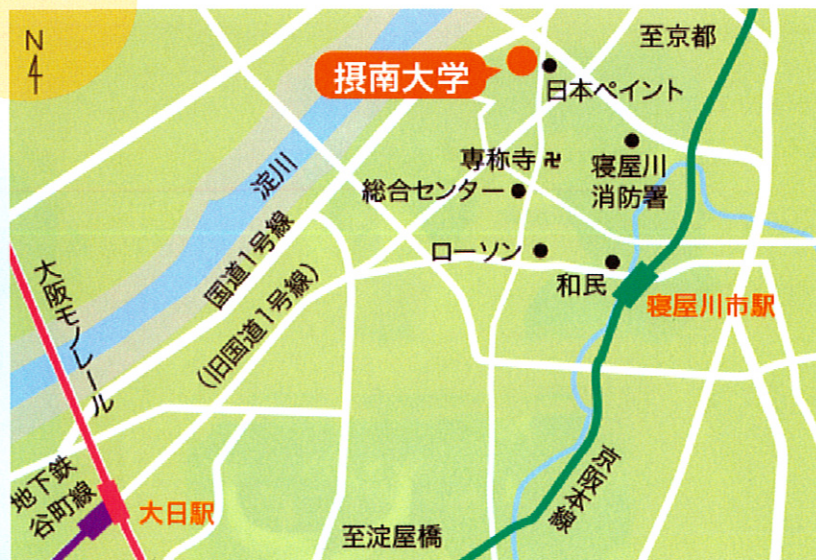 N
至京都
摂南大学
日本ペイント
専称寺 卍
寝屋川
消防署
総合センター
淀川
国道1号線
(旧国道1号線)
ローソン
和民
寝屋川市駅
大阪モノレール
地下鉄
谷町線
大日駅
京阪本線
至淀屋橋